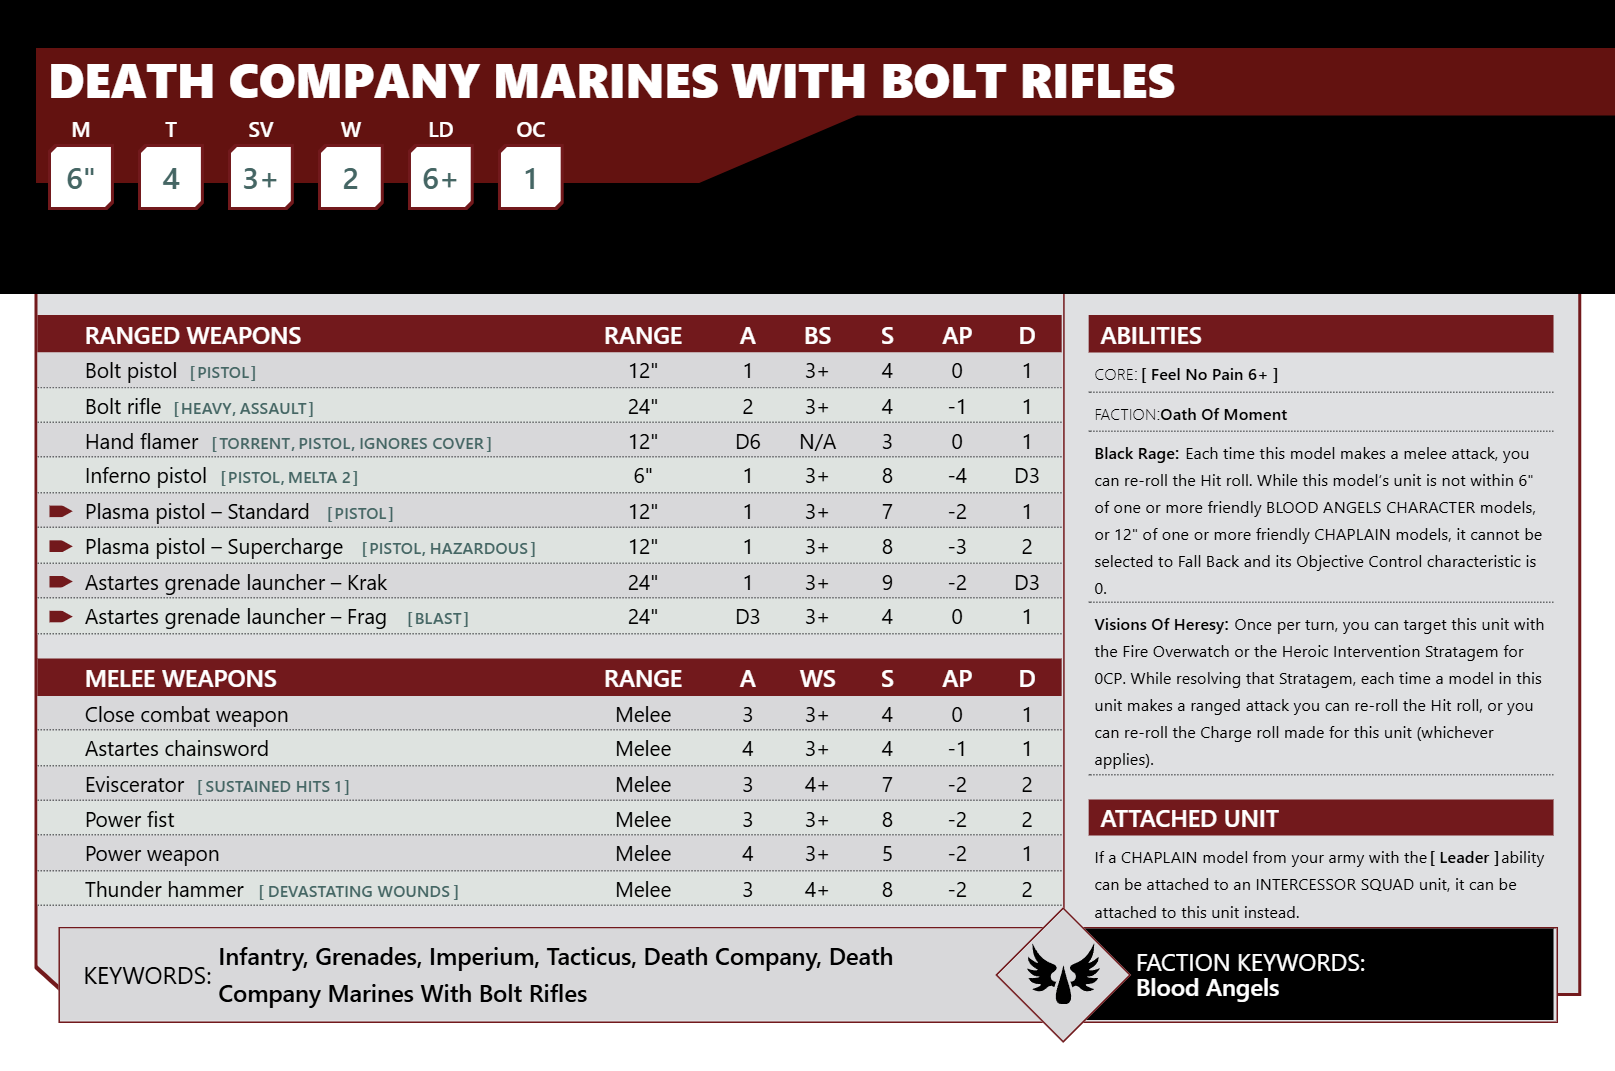 DEATH COMPANY MARINES WITH BOLT RIFLES
M T SV W LD OC
6" 4 3+ 2 6+ 1
RANGED WEAPONS RANGE A BS S AP D
Bolt pistol [PISTOL] 12" 1 3+ 4 0 1
Bolt rifle [HEAVY, ASSAULT] 24" 2 3+ 4 -1 1
Hand flamer [TORRENT, PISTOL, IGNORES COVER] 12" D6 N/A 3 0 1
Inferno pistol [PISTOL, MELTA 2] 6" 1 3+ 8 -4 D3
Plasma pistol – Standard [PISTOL] 12" 1 3+ 7 -2 1
Plasma pistol – Supercharge [PISTOL, HAZARDOUS] 12" 1 3+ 8 -3 2
Astartes grenade launcher – Krak 24" 1 3+ 9 -2 D3
Astartes grenade launcher – Frag [BLAST] 24" D3 3+ 4 0 1
MELEE WEAPONS RANGE A WS S AP D
Close combat weapon Melee 3 3+ 4 0 1
Astartes chainsword Melee 4 3+ 4 -1 1
Eviscerator [SUSTAINED HITS 1] Melee 3 4+ 7 -2 2
Power fist Melee 3 3+ 8 -2 2
Power weapon Melee 4 3+ 5 -2 1
Thunder hammer [DEVASTATING WOUNDS] Melee 3 4+ 8 -2 2
ABILITIES
CORE: [ Feel No Pain 6+ ]
FACTION:Oath Of Moment
Black Rage: Each time this model makes a melee attack, you
can re-roll the Hit roll. While this model's unit is not within 6"
of one or more friendly BLOOD ANGELS CHARACTER models,
or 12" of one or more friendly CHAPLAIN models, it cannot be
selected to Fall Back and its Objective Control characteristic is
0.
Visions Of Heresy: Once per turn, you can target this unit with
the Fire Overwatch or the Heroic Intervention Stratagem for
0CP. While resolving that Stratagem, each time a model in this
unit makes a ranged attack you can re-roll the Hit roll, or you
can re-roll the Charge roll made for this unit (whichever
applies).
ATTACHED UNIT
If a CHAPLAIN model from your army with the [ Leader ] ability
can be attached to an INTERCESSOR SQUAD unit, it can be
attached to this unit instead.
KEYWORDS: Infantry, Grenades, Imperium, Tacticus, Death Company, Death
Company Marines With Bolt Rifles
FACTION KEYWORDS:
Blood Angels